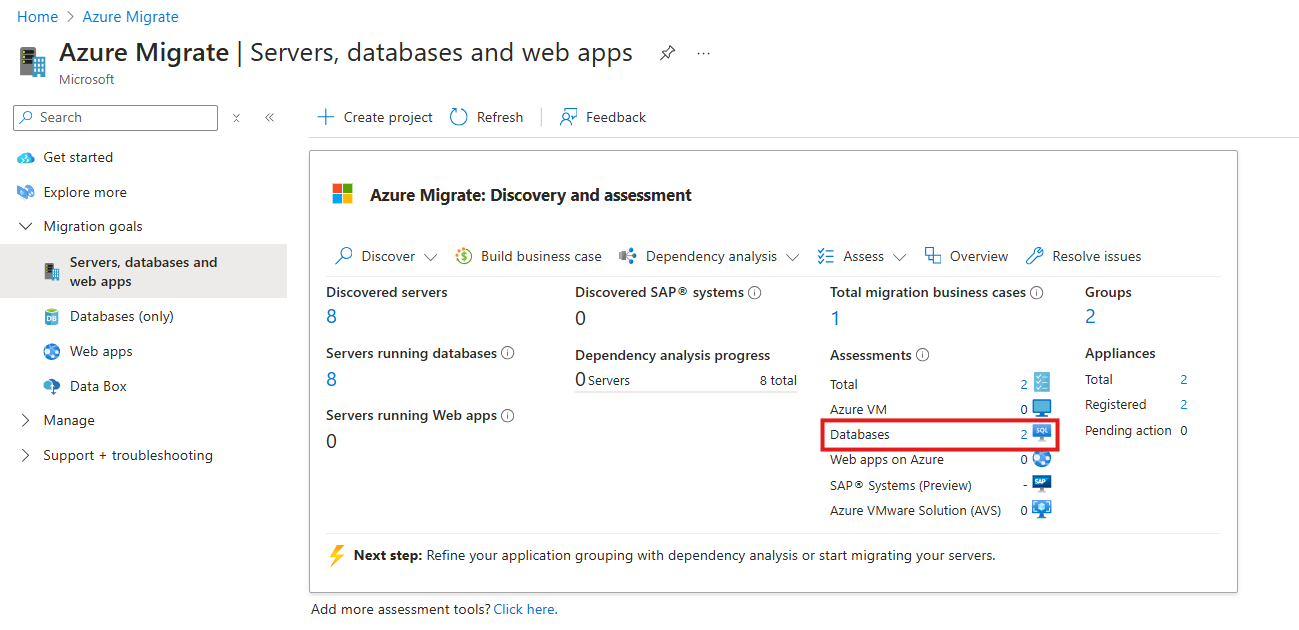 Home > Azure Migrate
Azure Migrate | Servers, databases and web apps
Microsoft
Search
Get started
Explore more
Migration goals
Servers, databases and
web apps
Databases (only)
Web apps
Data Box
Manage
Support + troubleshooting
Create project Refresh Feedback
Azure Migrate: Discovery and assessment
Discover Build business case Dependency analysis Assess Overview Resolve issues
Discovered servers
8
Servers running databases
8
Servers running Web apps
0
Discovered SAP® systems
0
Dependency analysis progress
0 Servers 8 total
Total migration business cases
1
Assessments
Total 2
Azure VM 0
Databases 2 SQL
Web apps on Azure 0
SAP® Systems (Preview) - SAP
Azure VMware Solution (AVS) 0
Groups
2
Appliances
Total 2
Registered 2
Pending action 0
Next step: Refine your application grouping with dependency analysis or start migrating your servers.
Add more assessment tools? Click here.